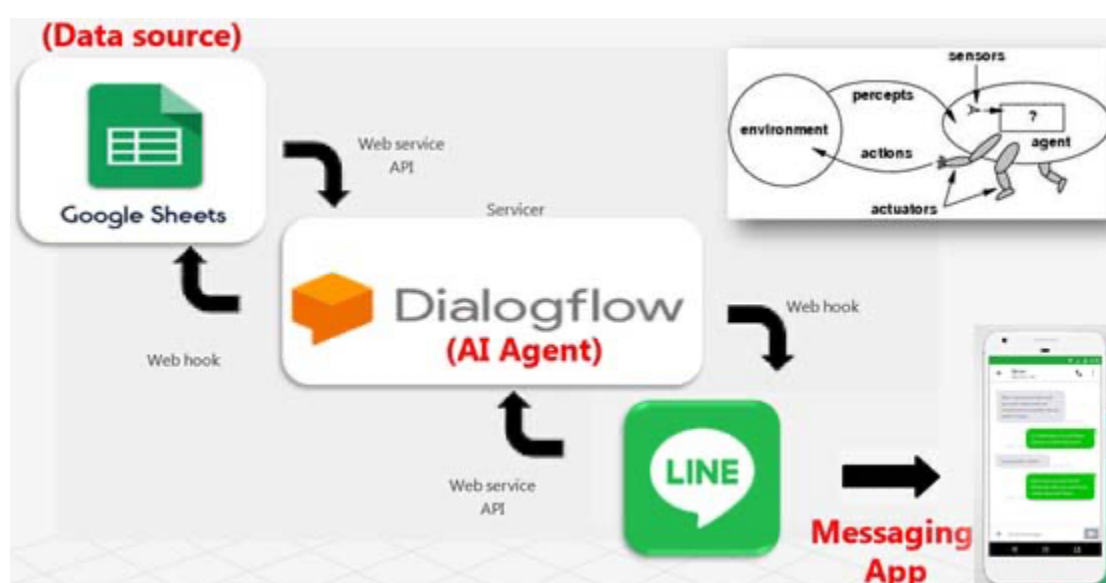 (Data source)
Google Sheets
Web service
API
Servicer
Dialogflow
(AI Agent)
Web hook
Web hook
Web service
API
LINE
Messaging
App
sensors
percepts
?
environment
agent
actions
actuators